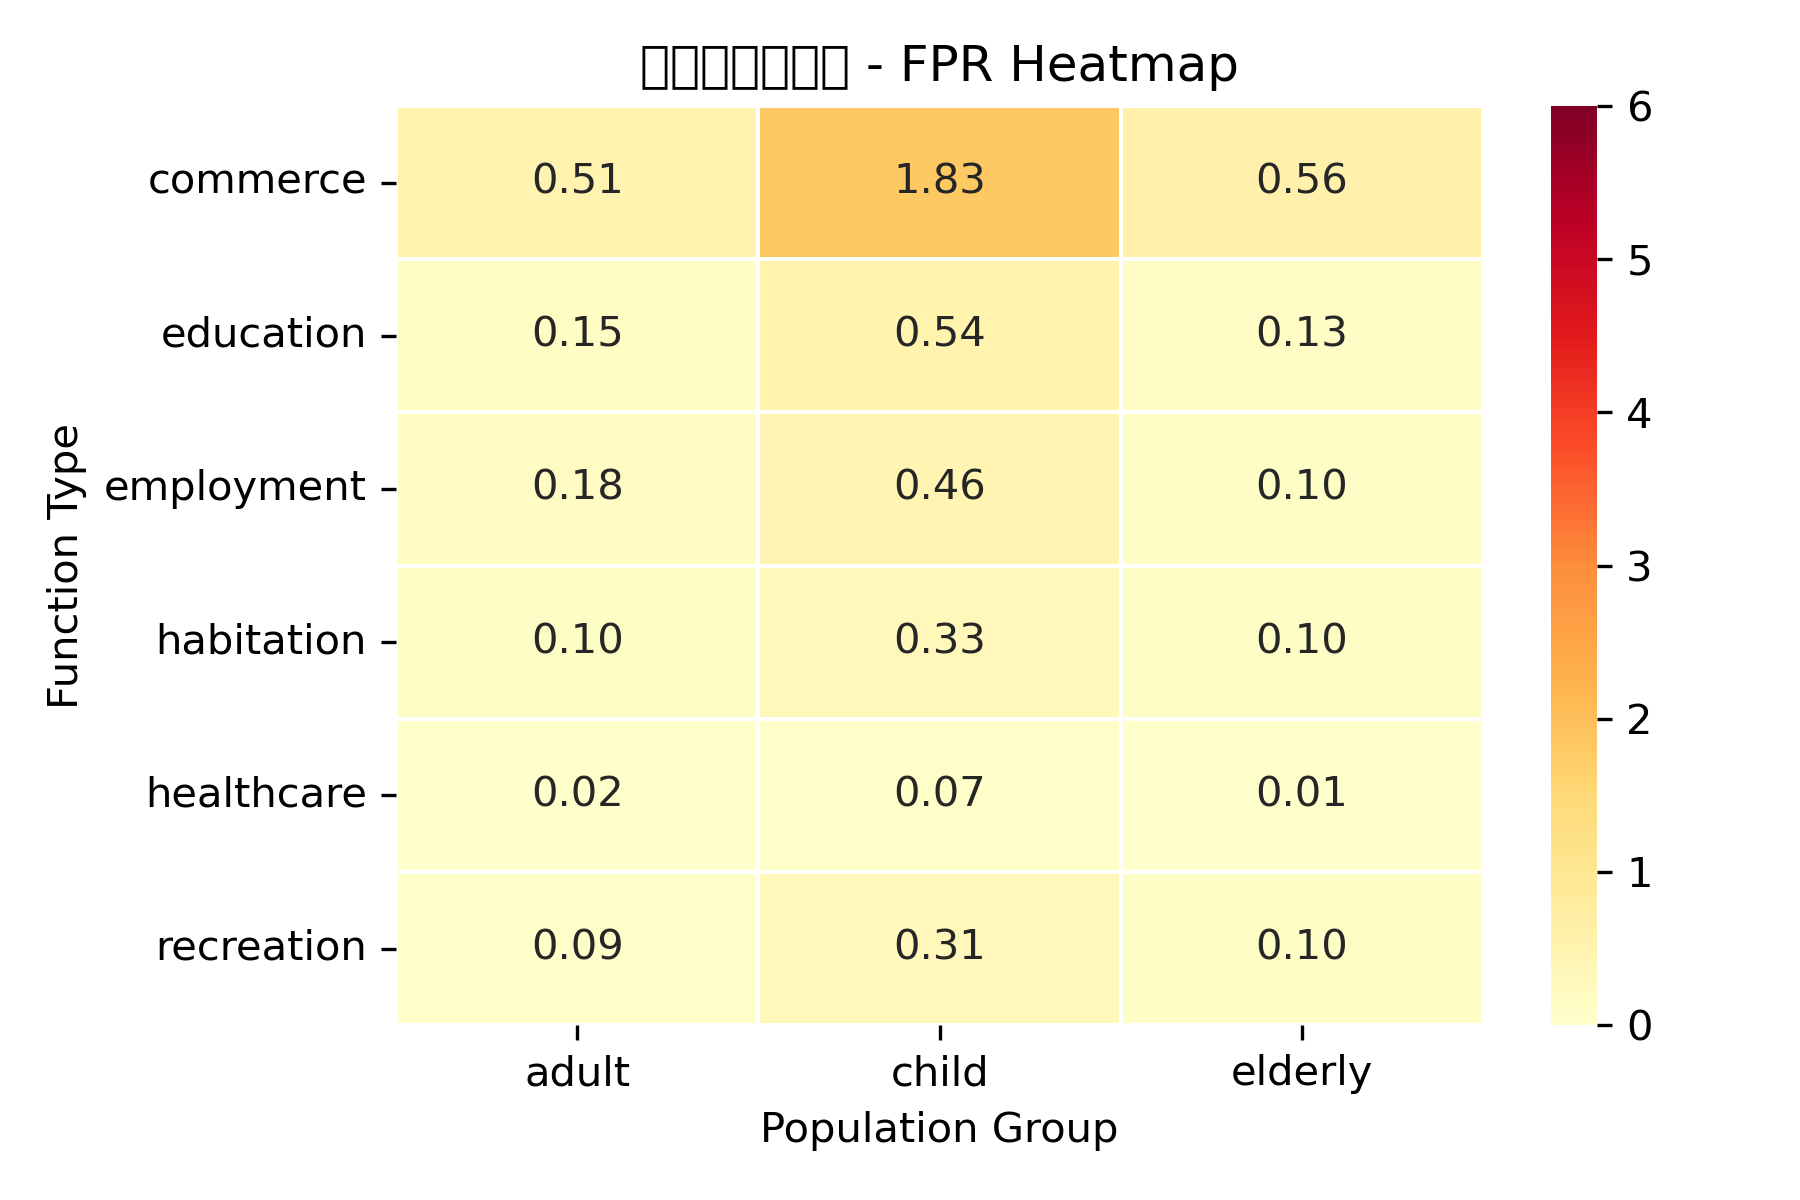 - FPR Heatmap
commerce 0.51 1.83 0.56
education 0.15 0.54 0.13
employment 0.18 0.46 0.10
habitation 0.10 0.33 0.10
healthcare 0.02 0.07 0.01
recreation 0.09 0.31 0.10
Function Type
adult child elderly
Population Group
6
5
4
3
2
1
0